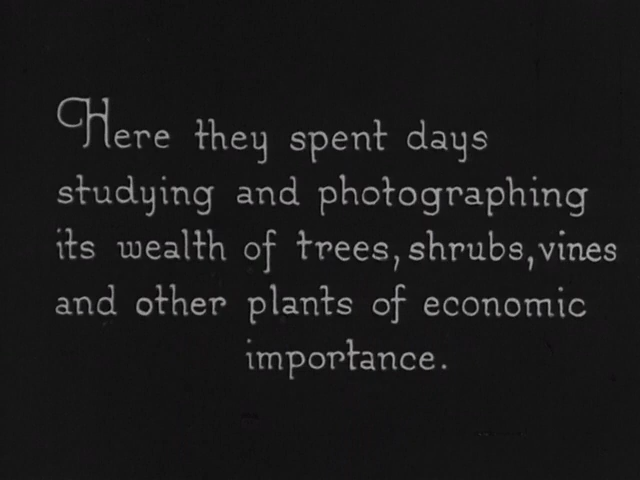 Here they spent days
studying and photographing
its wealth of trees, shrubs, vines
and other plants of economic
importance.